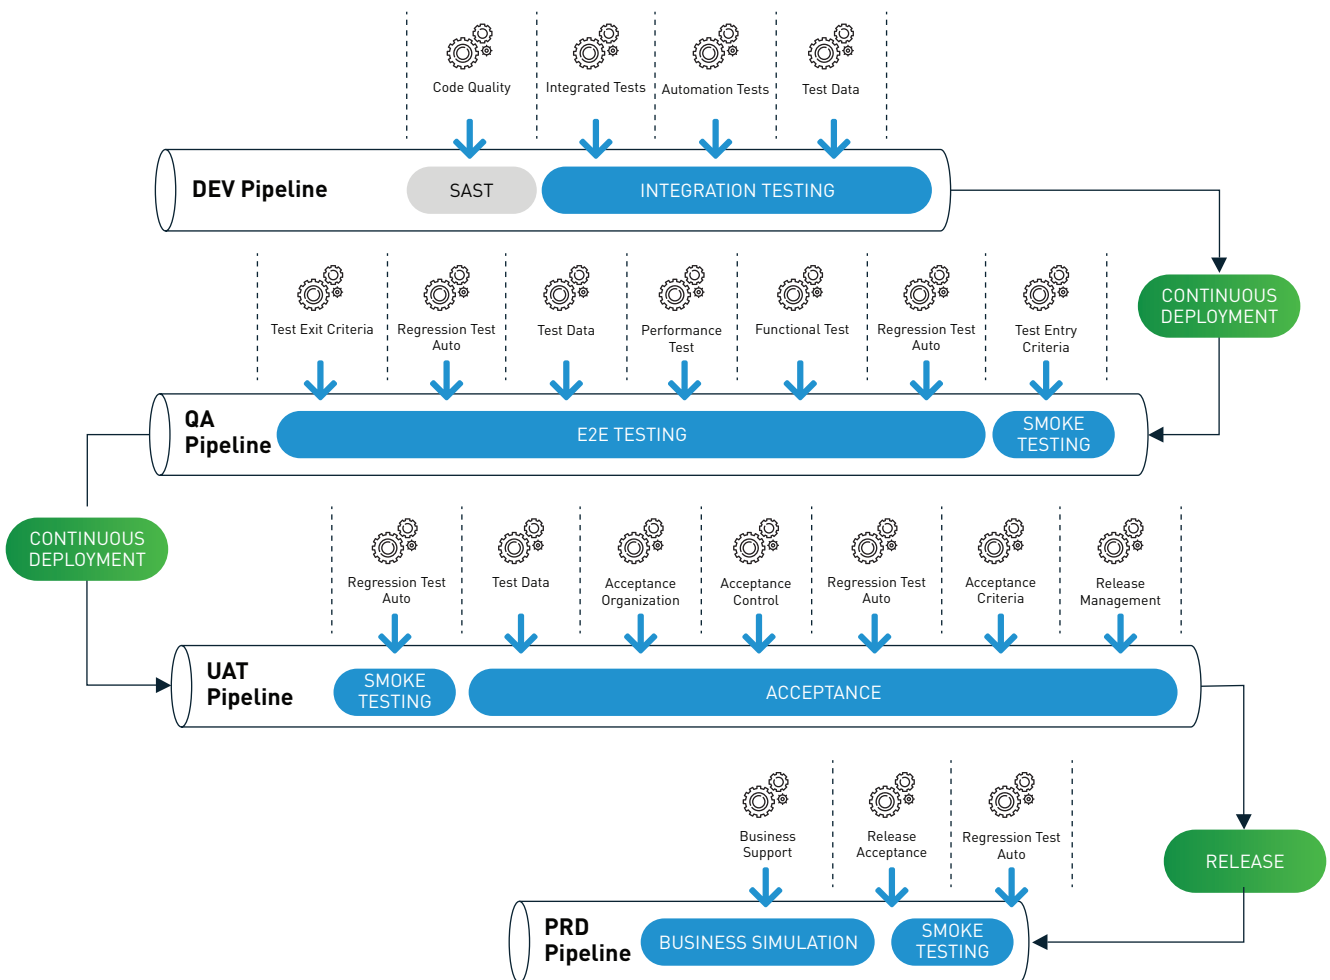 Code Quality
Integrated Tests
Automation Tests
Test Data
DEV Pipeline
SAST
INTEGRATION TESTING
CONTINUOUS
DEPLOYMENT
Test Exit Criteria
Regression Test
Auto
Test Data
Performance
Test
Functional Test
Regression Test
Auto
Test Entry
Criteria
QA
Pipeline
E2E TESTING
SMOKE
TESTING
CONTINUOUS
DEPLOYMENT
Regression Test
Auto
Test Data
Acceptance
Organization
Acceptance
Control
Regression Test
Auto
Acceptance
Criteria
Release
Management
UAT
Pipeline
SMOKE
TESTING
ACCEPTANCE
Business
Support
Release
Acceptance
Regression Test
Auto
RELEASE
PRD
Pipeline
BUSINESS SIMULATION
SMOKE
TESTING